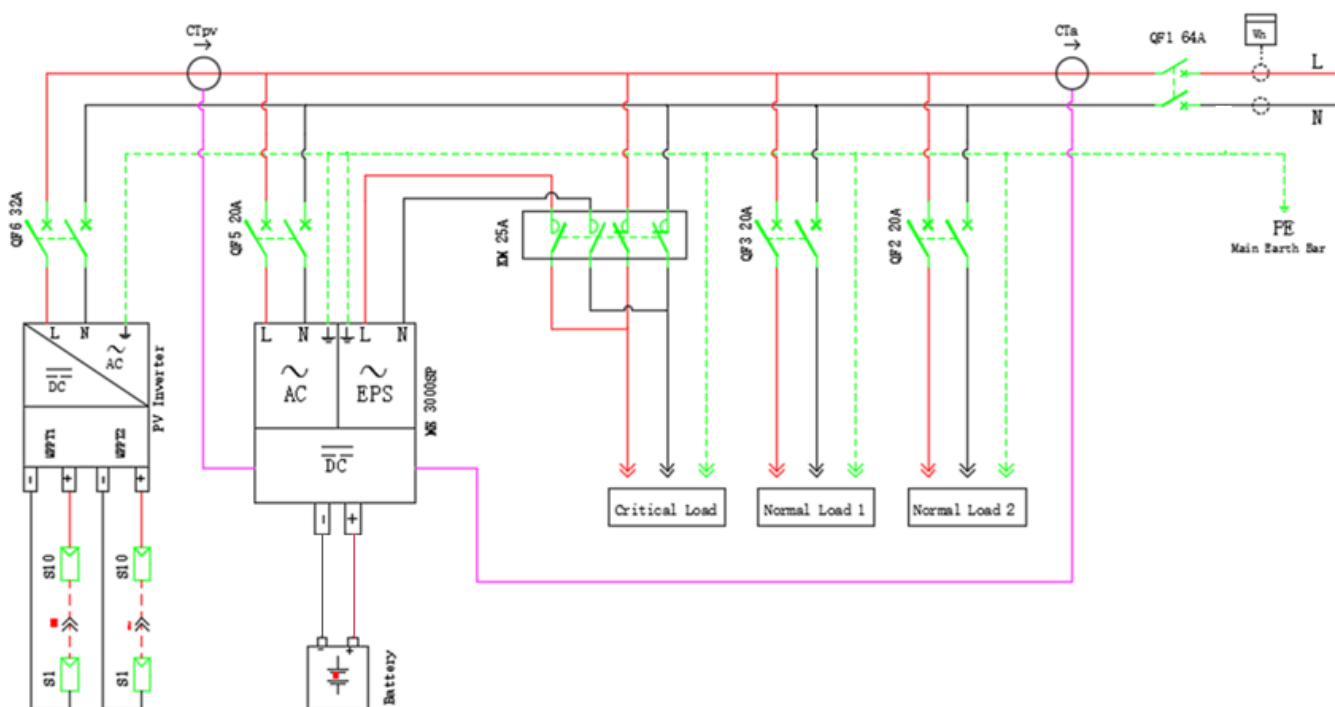 CTpv
CTa
QF1 64A
Wh
L
N
QF6 32A
QF5 20A
KM 25A
QF3 20A
QF2 20A
PE
Main Earth Bar
L N
AC
DC
PV Inverter
MPPT1
MPPT2
- + - +
L N
L N
AC
EPS
DC
- +
S10
S10
S1
S1
- +
Battery
Critical Load
Normal Load 1
Normal Load 2